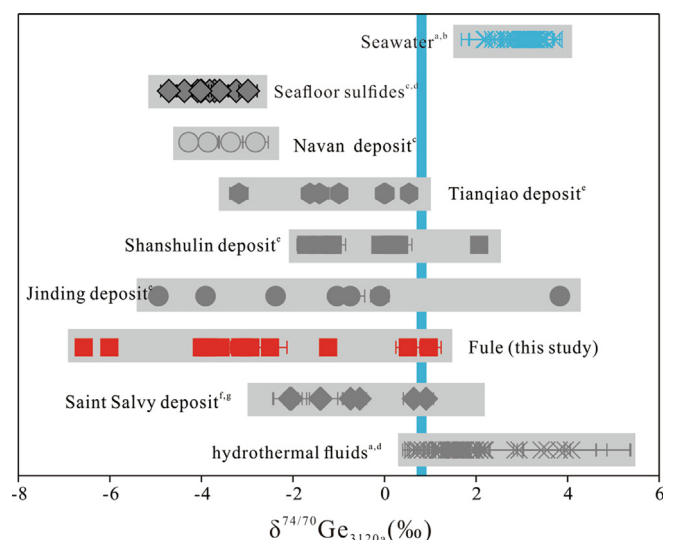 Seawater^a,b
Seafloor sulfides^c,d
Navan deposit^c
Tianqiao deposit^e
Shanshulin deposit^e
Jinding deposit^e
Fule (this study)
Saint Salvy deposit^f,g
hydrothermal fluids^a,d
-8 -6 -4 -2 0 2 4 6
δ^74/70Ge_3120a(‰)